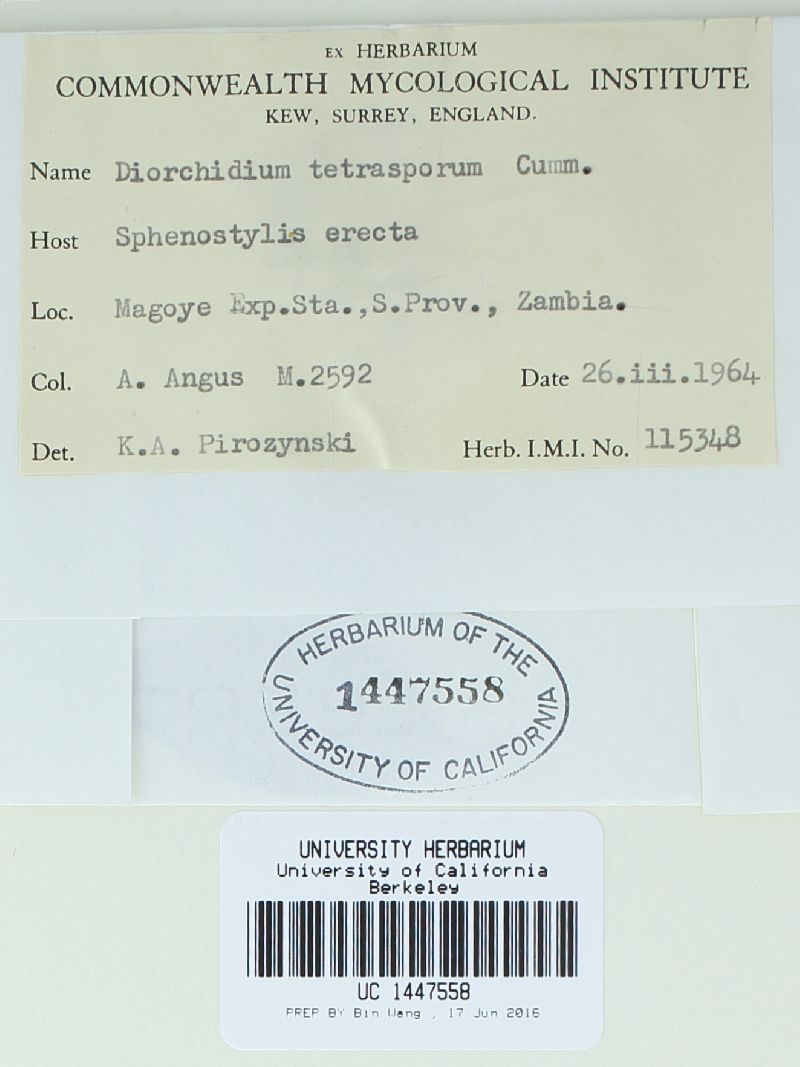 EX HERBARIUM
COMMONWEALTH MYCOLOGICAL INSTITUTE
KEW, SURREY, ENGLAND.
Name Diorchidium tetrasporum Cumm.
Host Sphenostylis erecta
Loc. Magoye Exp.Sta.,S.Prov., Zambia.
Col. A. Angus M.2592 Date 26.iii.1964
Det. K.A. Pirozynski Herb. I.M.I. No. 115348
HERBARIUM OF THE
1447558
UNIVERSITY OF CALIFORNIA
UNIVERSITY HERBARIUM
University of California
Berkeley
UC 1447558
PREP BY Bin Wang , 17 Jun 2016